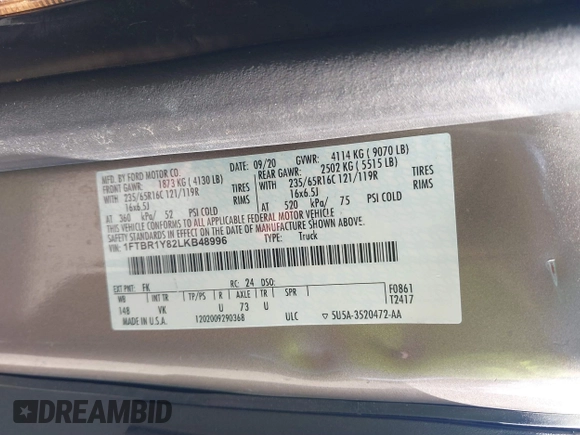 MFD. BY FORD MOTOR CO. DATE: 09/20 GVWR: 4114 KG ( 9070 LB)
FRONT GAWR: 1873 KG ( 4130 LB) REAR GAWR: 2502 KG ( 5515 LB)
235/65R16C 121/119R TIRES 235/65R16C 121/119R TIRES
16x6.5J RIMS 16x6.5J RIMS
AT 360 kPa/ 52 PSI COLD AT 520 kPa/ 75 PSI COLD
THIS VEHICLE CONFORMS TO ALL APPLICABLE FEDERAL MOTOR VEHICLE
SAFETY STANDARDS IN EFFECT ON THE DATE OF MANUFACTURE SHOWN ABOVE.
VIN: 1FTBR1Y82LKB48996 TYPE: Truck
EXT PNT: FK RC: 24 DSO: F0861
WB INT TR TP/PS R AXLE TR SPR T2417
148 VK U 73 U
MADE IN U.S.A. 1202009290368 ULC ▽ 5U5A-3520472-AA
DREAMBID